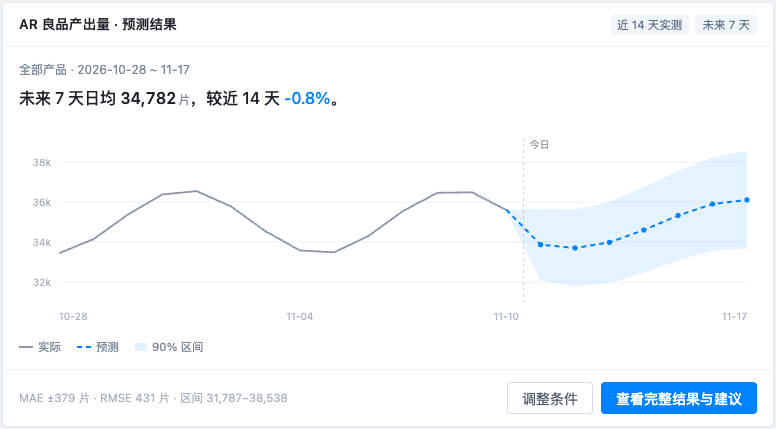 AR 良品产出量 · 预测结果
近 14 天实测
未来 7 天
全部产品 · 2026-10-28 ~ 11-17
未来 7 天日均 34,782 片，较近 14 天 -0.8%。
今日
38k
36k
34k
32k
10-28
11-04
11-10
11-17
实际
预测
90% 区间
MAE ±379 片 · RMSE 431 片 · 区间 31,787–38,538
调整条件
查看完整结果与建议